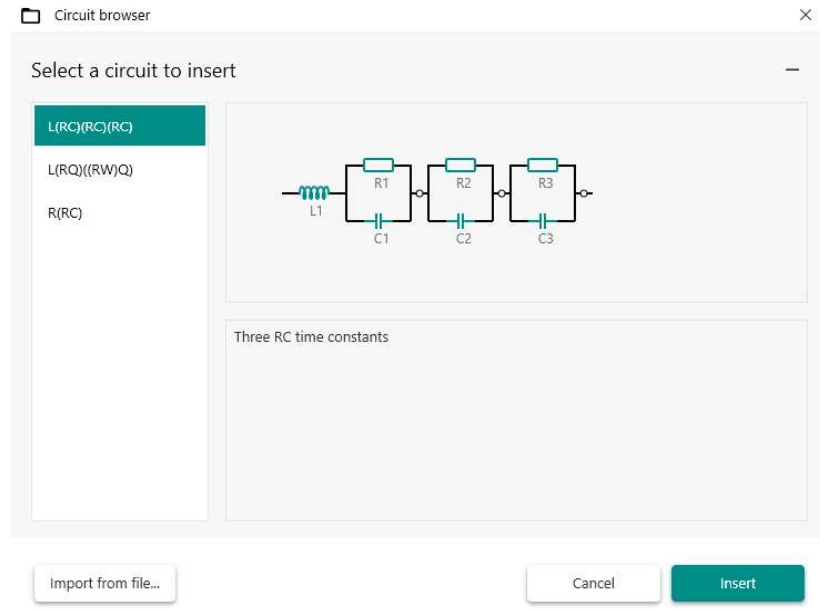 Circuit browser
Select a circuit to insert
L(RC)(RC)(RC)
L(RQ)((RW)Q)
R(RC)
R1 R2 R3
L1
C1 C2 C3
Three RC time constants
Import from file...
Cancel
Insert